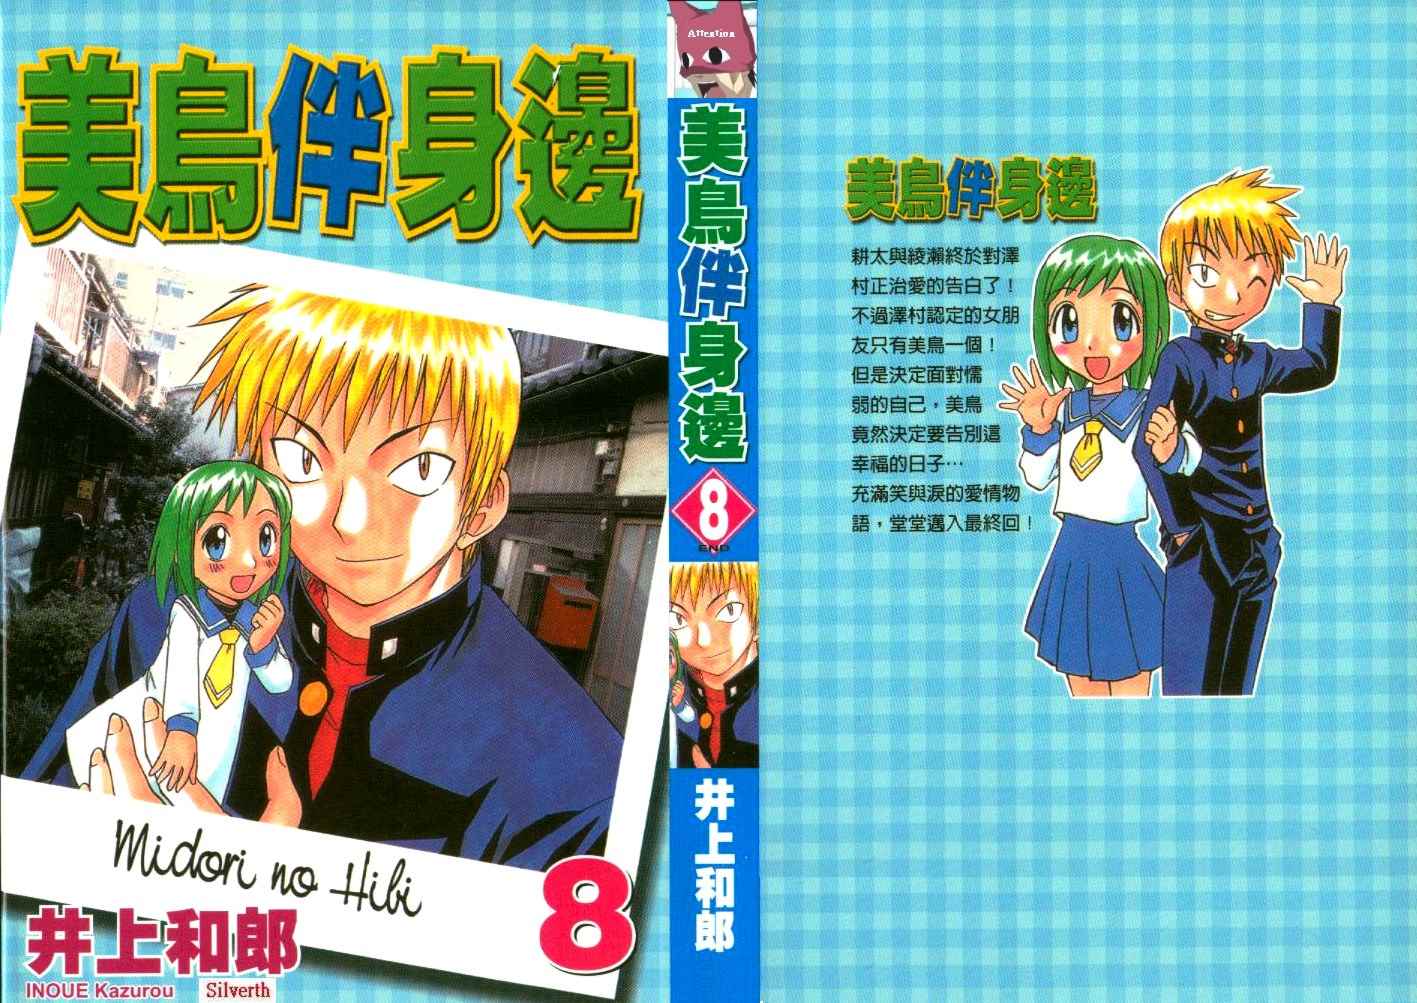 美鳥伴身邊
Midori no Hibi
8
井上和郎
INOUE Kazurou
Silverth
Attention
美鳥伴身邊
8
END
井上和郎
美鳥伴身邊
耕太與綾瀨終於對澤
村正治愛的告白了！
不過澤村認定的女朋
友只有美鳥一個！
但是決定面對懦
弱的自己，美鳥
竟然決定要告別這
幸福的日子…
充滿笑與淚的愛情物
語，堂堂邁入最終回！